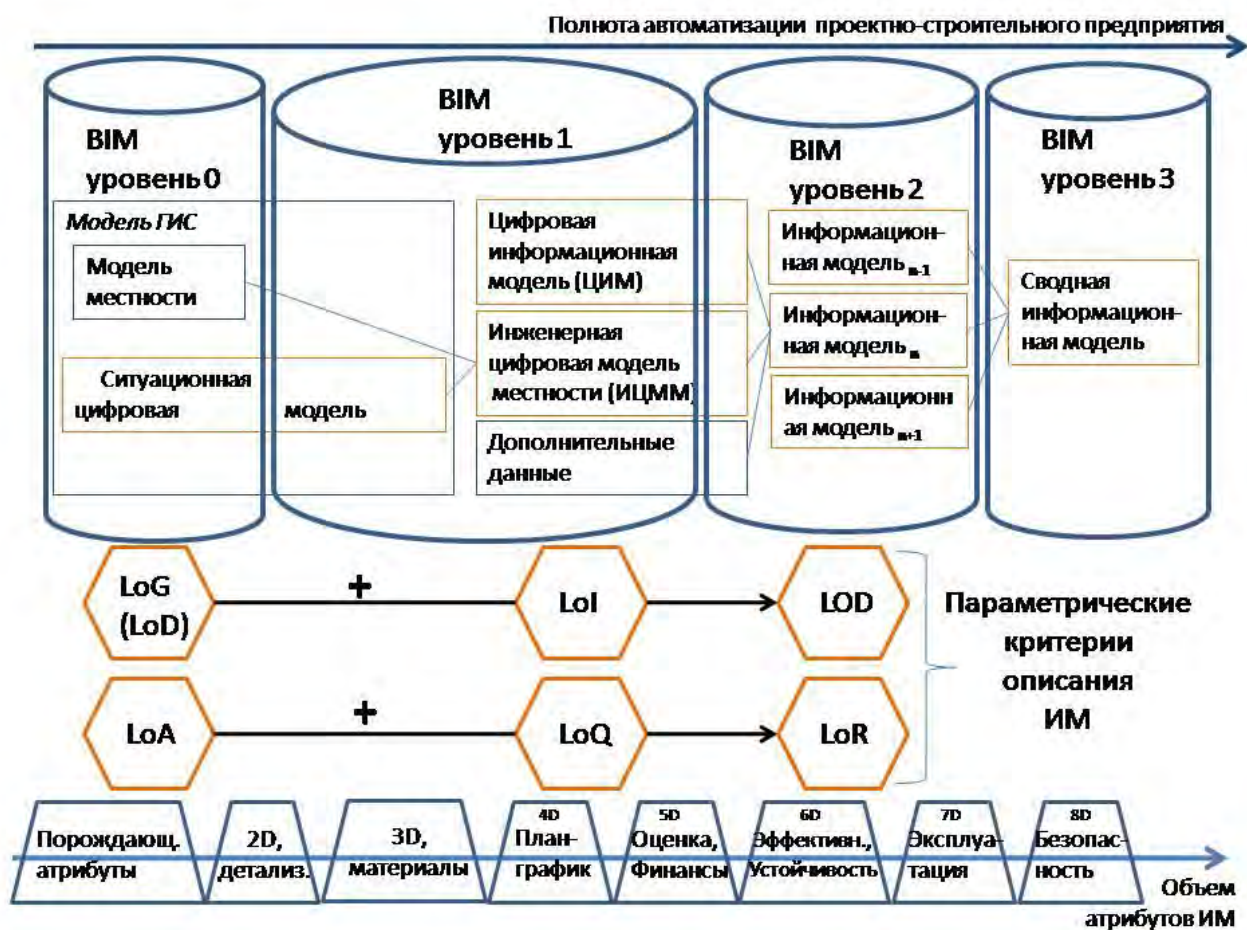 Полнота автоматизации проектно-строительного предприятия
BIM
уровень 0
BIM
уровень 1
BIM
уровень 2
BIM
уровень 3
Модель ГИС
Модель
местности
Ситуационная
цифровая модель
Цифровая
информационная
модель (ЦИМ)
Инженерная
цифровая модель
местности (ИЦММ)
Дополнительные
данные
Информацион-
ная модель n-1
Информацион-
ная модель n
Информационн
ая модель n+1
Сводная
информацион-
ная модель
LoG
(LoD)
+
LoI
LOD
LoA
+
LoQ
LoR
Параметрические
критерии
описания
ИМ
Порождающ.
атрибуты
2D,
детализ.
3D,
материалы
4D
План-
график
5D
Оценка,
Финансы
6D
Эффективн.,
Устойчивость
7D
Эксплуа-
тация
8D
Безопас-
ность
Объем
атрибутов ИМ